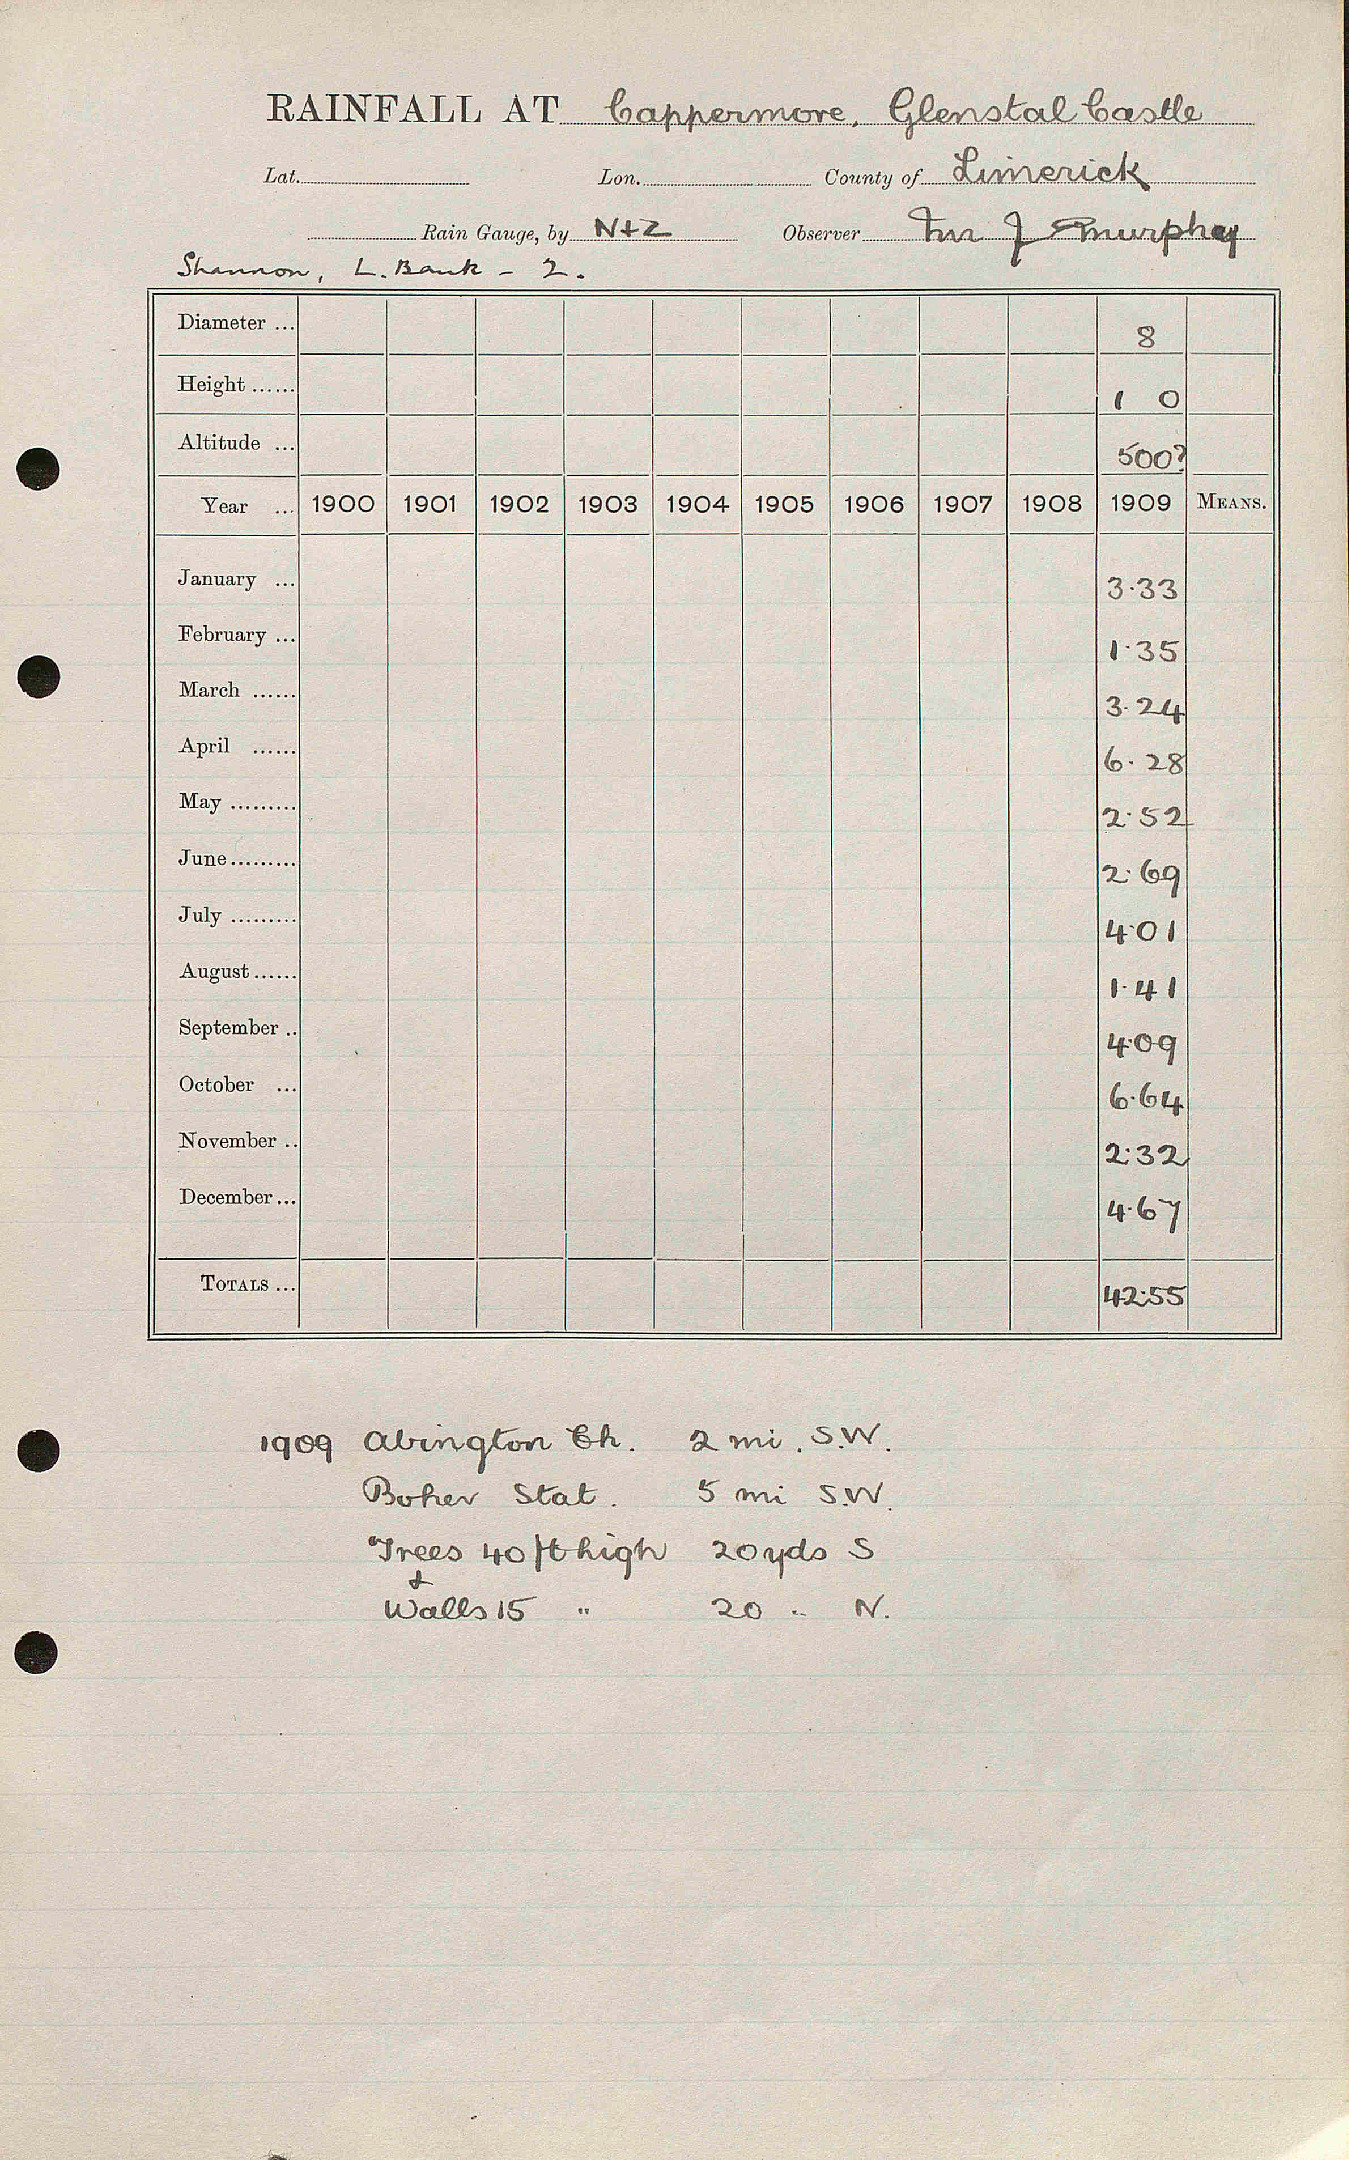 RAINFALL AT Cappermore, Glenstal Castle
Lat. Lon. County of Limerick
Rain Gauge, by N+Z Observer Mr J Murphy
Shannon, L. Bank - 2.
Diameter ... 8
Height ...... 1 0
Altitude ... 500?
Year ... 1900 1901 1902 1903 1904 1905 1906 1907 1908 1909 MEANS.
January ... 3.33
February ... 1.35
March ...... 3.24
April ...... 6.28
May ......... 2.52
June ......... 2.69
July ......... 4.01
August ...... 1.41
September .. 4.09
October ... 6.64
November .. 2.32
December ... 4.67
TOTALS ... 42.55
1909 Abington Ch. 2 mi. S.W.
Boher Stat. 5 mi S.W.
Trees 40 ft high 20 yds S
+
Walls 15 " 20 " N.